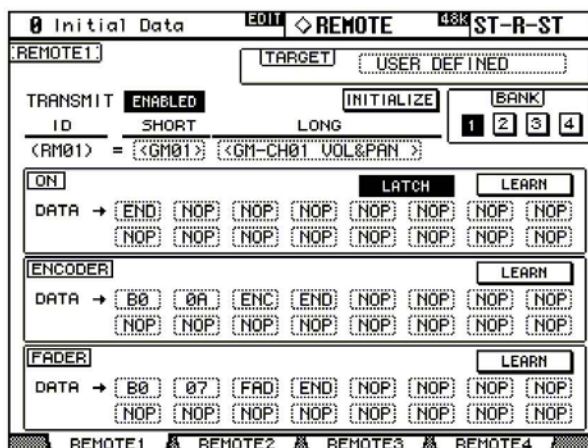 0 Initial Data EDIT ◇REMOTE 48k ST-R-ST
REMOTE1
TARGET USER DEFINED
TRANSMIT ENABLED INITIALIZE BANK
ID SHORT LONG 1 2 3 4
(RM01) = <GM01> <GM-CH01 VOL&PAN >
ON LATCH LEARN
DATA → END NOP NOP NOP NOP NOP NOP NOP
NOP NOP NOP NOP NOP NOP NOP NOP
ENCODER LEARN
DATA → B0 0A ENC END NOP NOP NOP NOP
NOP NOP NOP NOP NOP NOP NOP NOP
FADER LEARN
DATA → B0 07 FAD END NOP NOP NOP NOP
NOP NOP NOP NOP NOP NOP NOP NOP
REMOTE1 REMOTE2 REMOTE3 REMOTE4